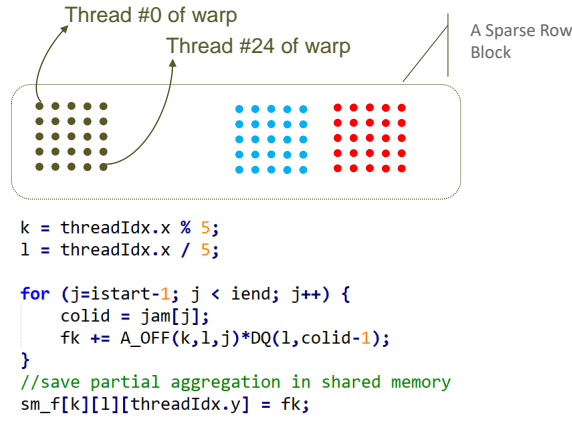 Thread #0 of warp
Thread #24 of warp
A Sparse Row
Block
k = threadIdx.x % 5;
l = threadIdx.x / 5;
for (j=istart-1; j < iend; j++) {
    colid = jam[j];
    fk += A_OFF(k,l,j)*DQ(l,colid-1);
}
//save partial aggregation in shared memory
sm_f[k][l][threadIdx.y] = fk;